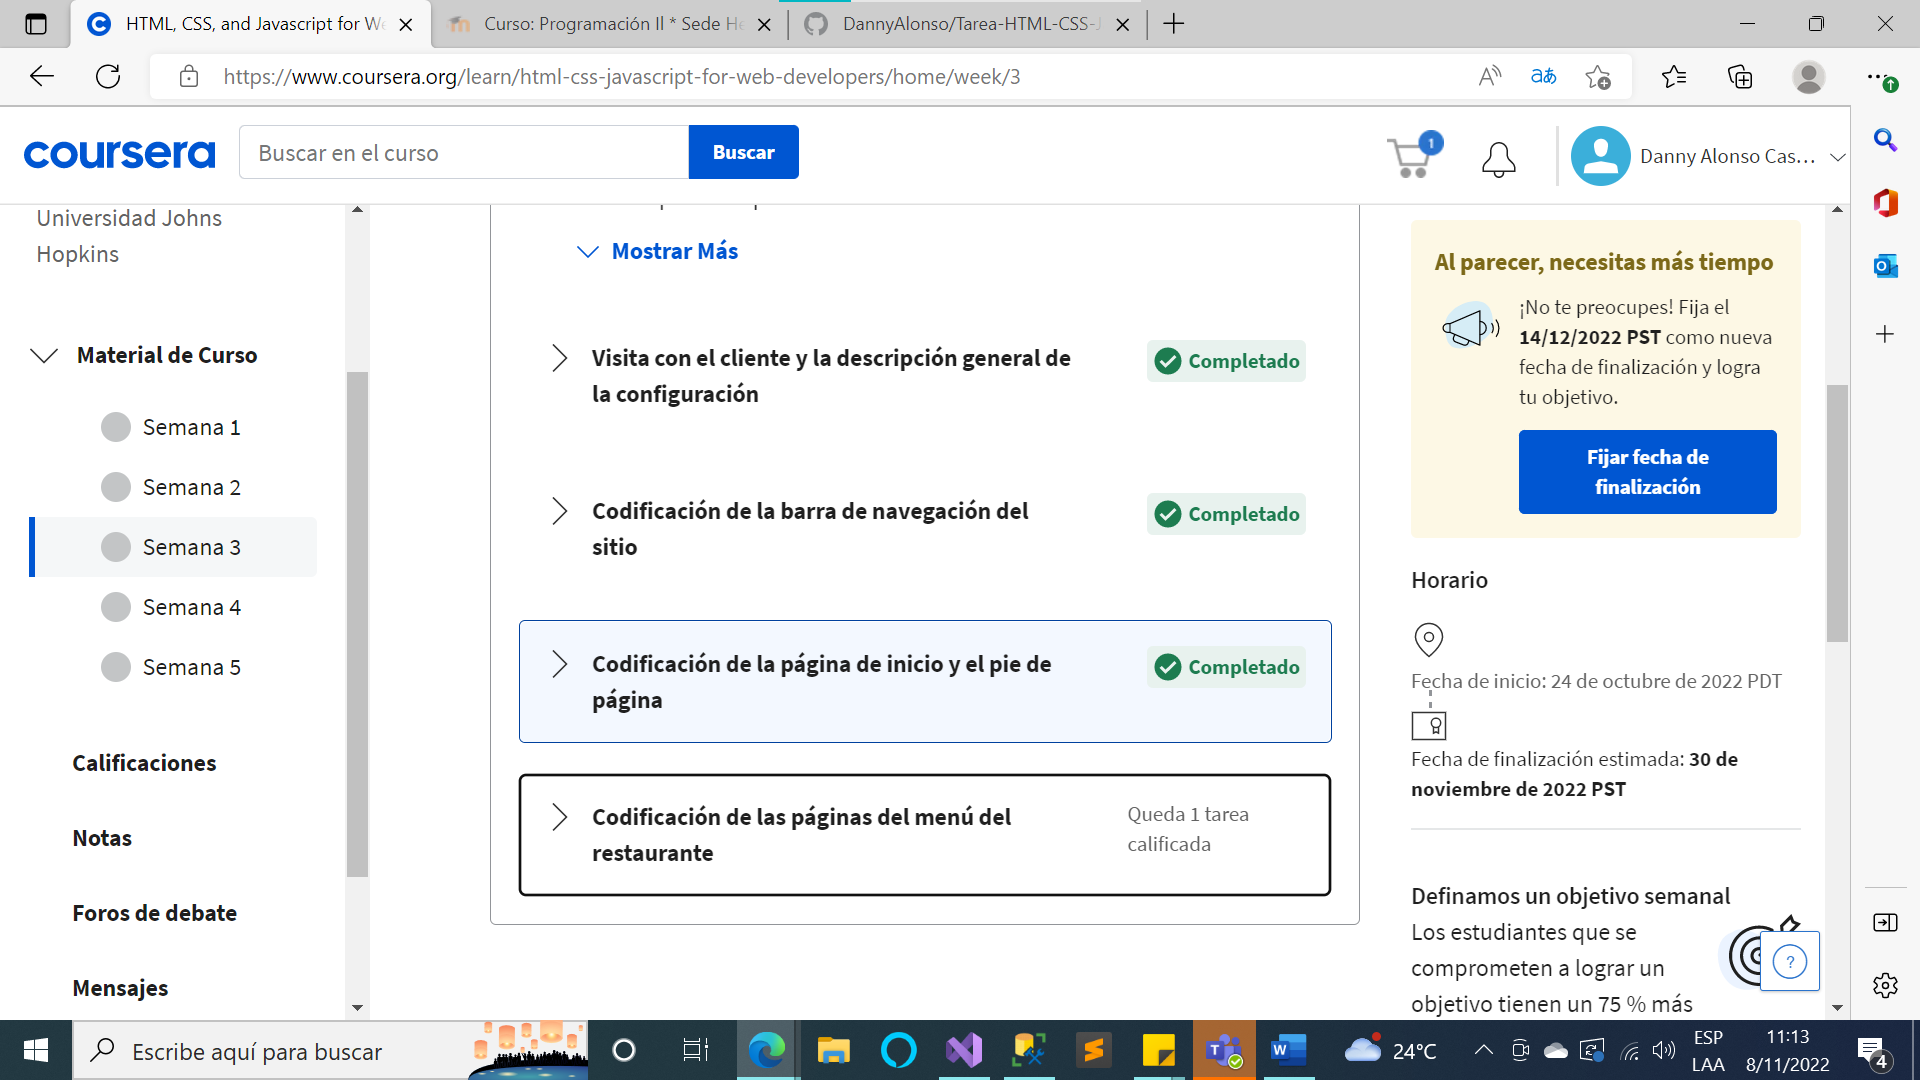 HTML, CSS, and Javascript for We
Curso: Programación II * Sede He
DannyAlonso/Tarea-HTML-CSS-J
https://www.coursera.org/learn/html-css-javascript-for-web-developers/home/week/3
coursera
Buscar en el curso
Buscar
1
Danny Alonso Cas...
Universidad Johns
Hopkins
Material de Curso
Semana 1
Semana 2
Semana 3
Semana 4
Semana 5
Calificaciones
Notas
Foros de debate
Mensajes
Mostrar Más
Visita con el cliente y la descripción general de
la configuración
Completado
Codificación de la barra de navegación del
sitio
Completado
Codificación de la página de inicio y el pie de
página
Completado
Codificación de las páginas del menú del
restaurante
Queda 1 tarea
calificada
Al parecer, necesitas más tiempo
¡No te preocupes! Fija el
14/12/2022 PST como nueva
fecha de finalización y logra
tu objetivo.
Fijar fecha de
finalización
Horario
Fecha de inicio: 24 de octubre de 2022 PDT
Fecha de finalización estimada: 30 de
noviembre de 2022 PST
Definamos un objetivo semanal
Los estudiantes que se
comprometen a lograr un
objetivo tienen un 75 % más
?
Escribe aquí para buscar
24°C
ESP
LAA
11:13
8/11/2022
4